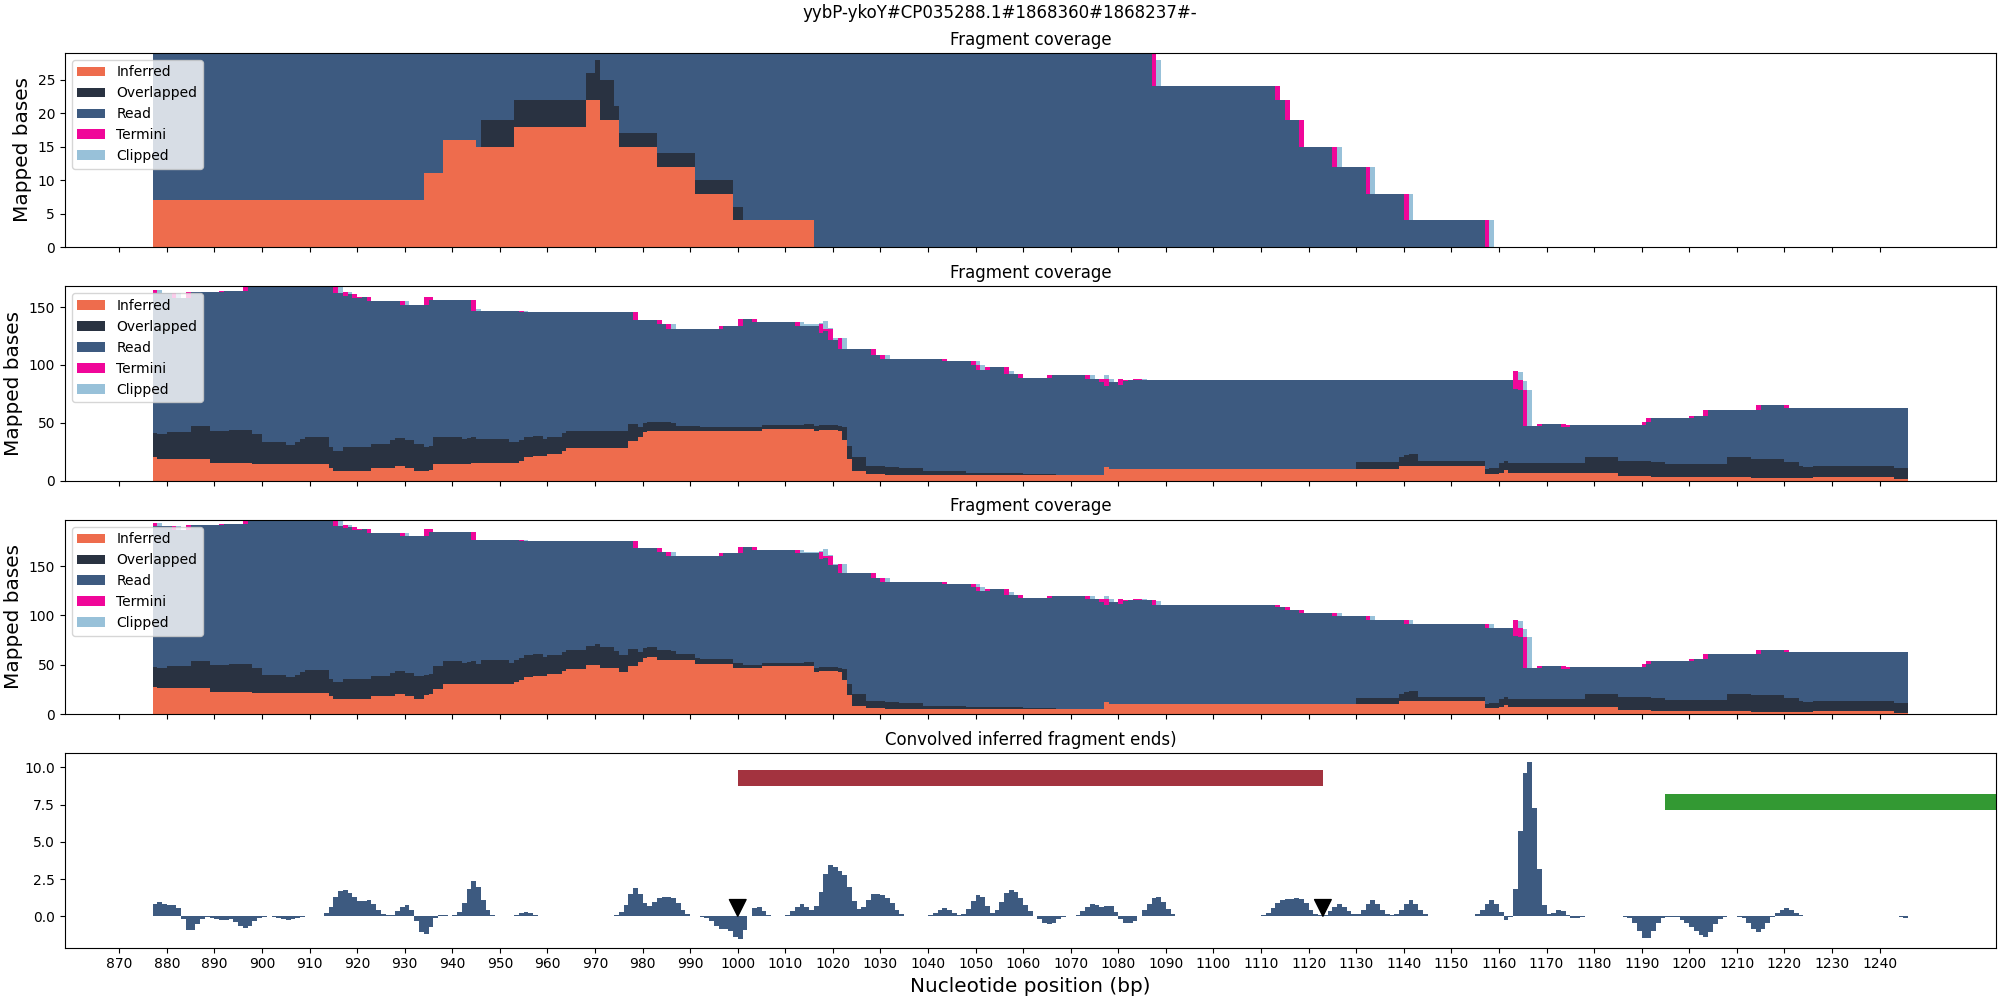 yybP-ykoY#CP035288.1#1868360#1868237#-
Fragment coverage
Mapped bases
25
20
15
10
5
0
Inferred
Overlapped
Read
Termini
Clipped
Fragment coverage
Mapped bases
150
100
50
0
Inferred
Overlapped
Read
Termini
Clipped
Fragment coverage
Mapped bases
150
100
50
0
Inferred
Overlapped
Read
Termini
Clipped
Convolved inferred fragment ends)
10.0
7.5
5.0
2.5
0.0
870 880 890 900 910 920 930 940 950 960 970 980 990 1000 1010 1020 1030 1040 1050 1060 1070 1080 1090 1100 1110 1120 1130 1140 1150 1160 1170 1180 1190 1200 1210 1220 1230 1240
Nucleotide position (bp)